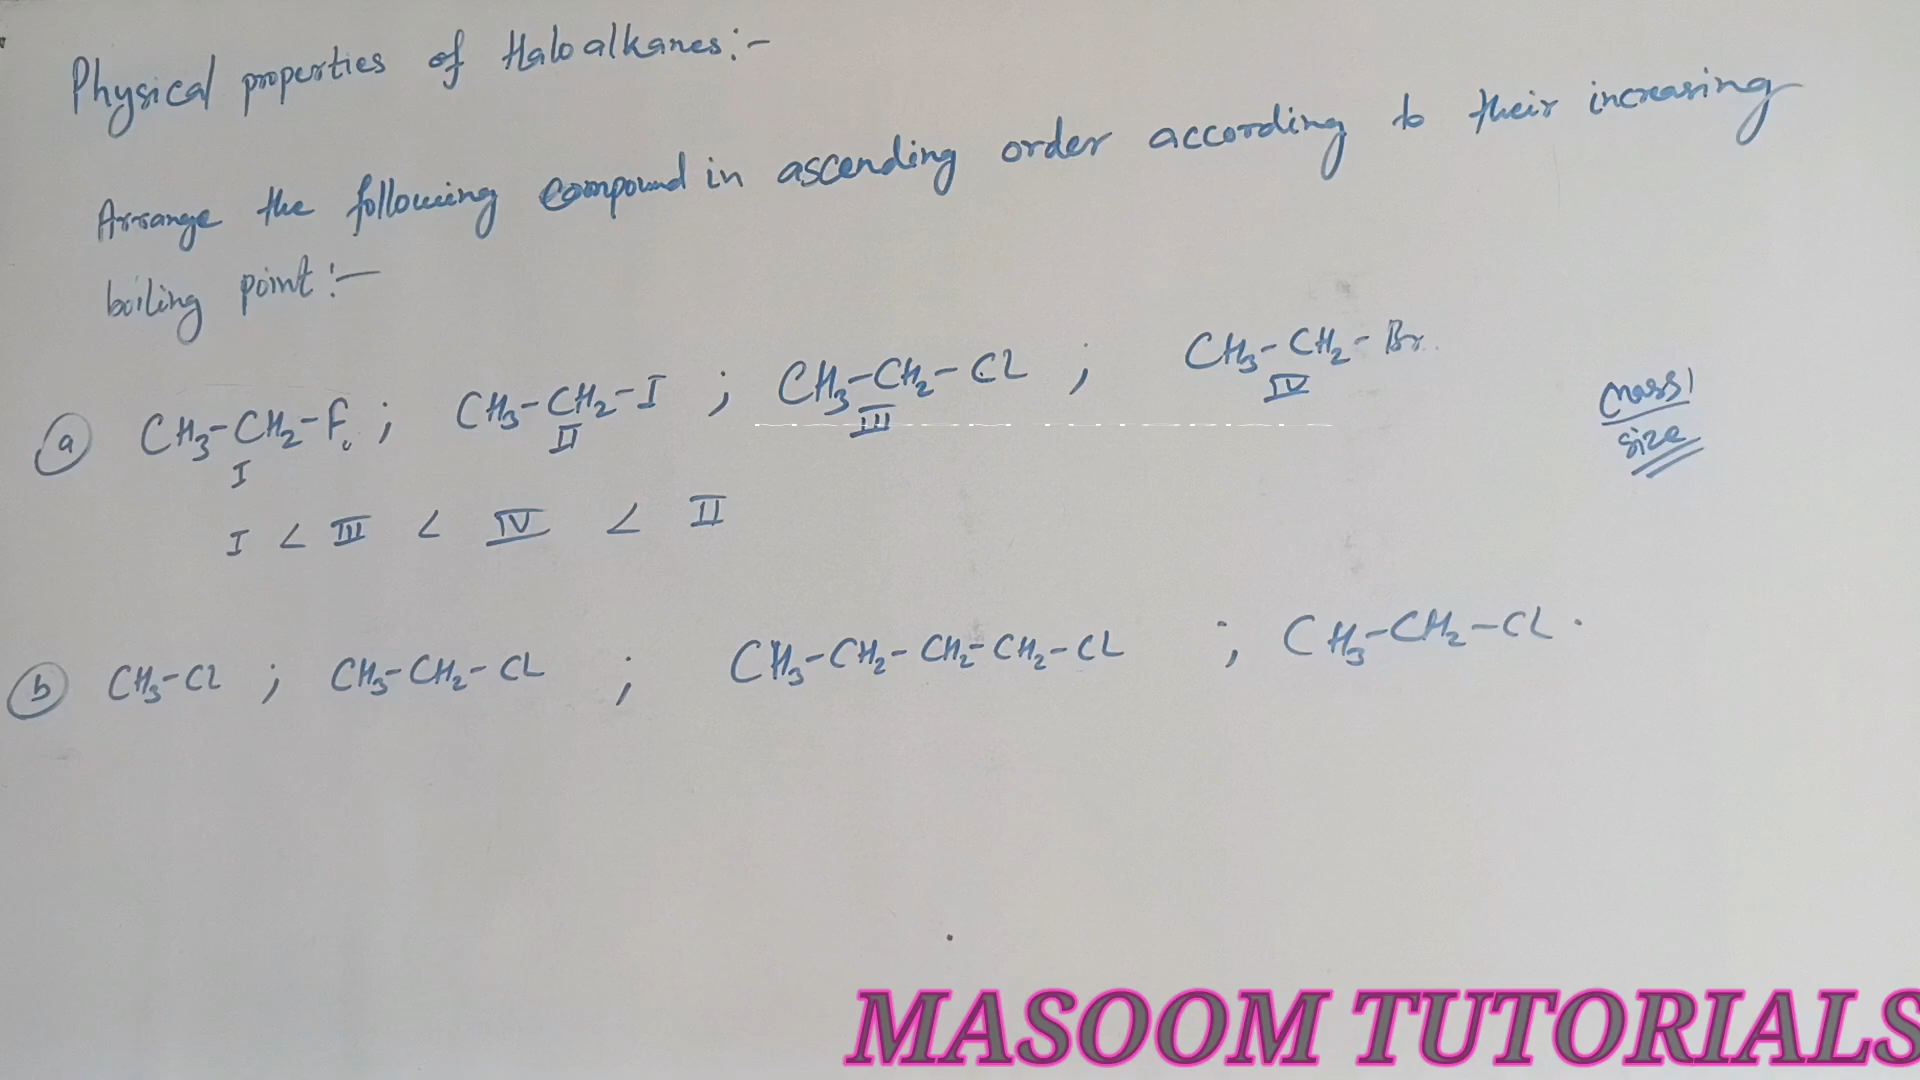 Physical properties of Haloalkanes:-
Arrange the following compound in ascending order according to their increasing
boiling point:-
(a) CH3-CH2-F ; CH3-CH2-I ; CH3-CH2-Cl ; CH3-CH2-Br
I II III IV
mass/
size
I < III < IV < II
(b) CH3-Cl ; CH3-CH2-CL ; CH3-CH2-CH2-CH2-CL ; CH3-CH2-CL.
MASOOM TUTORIALS